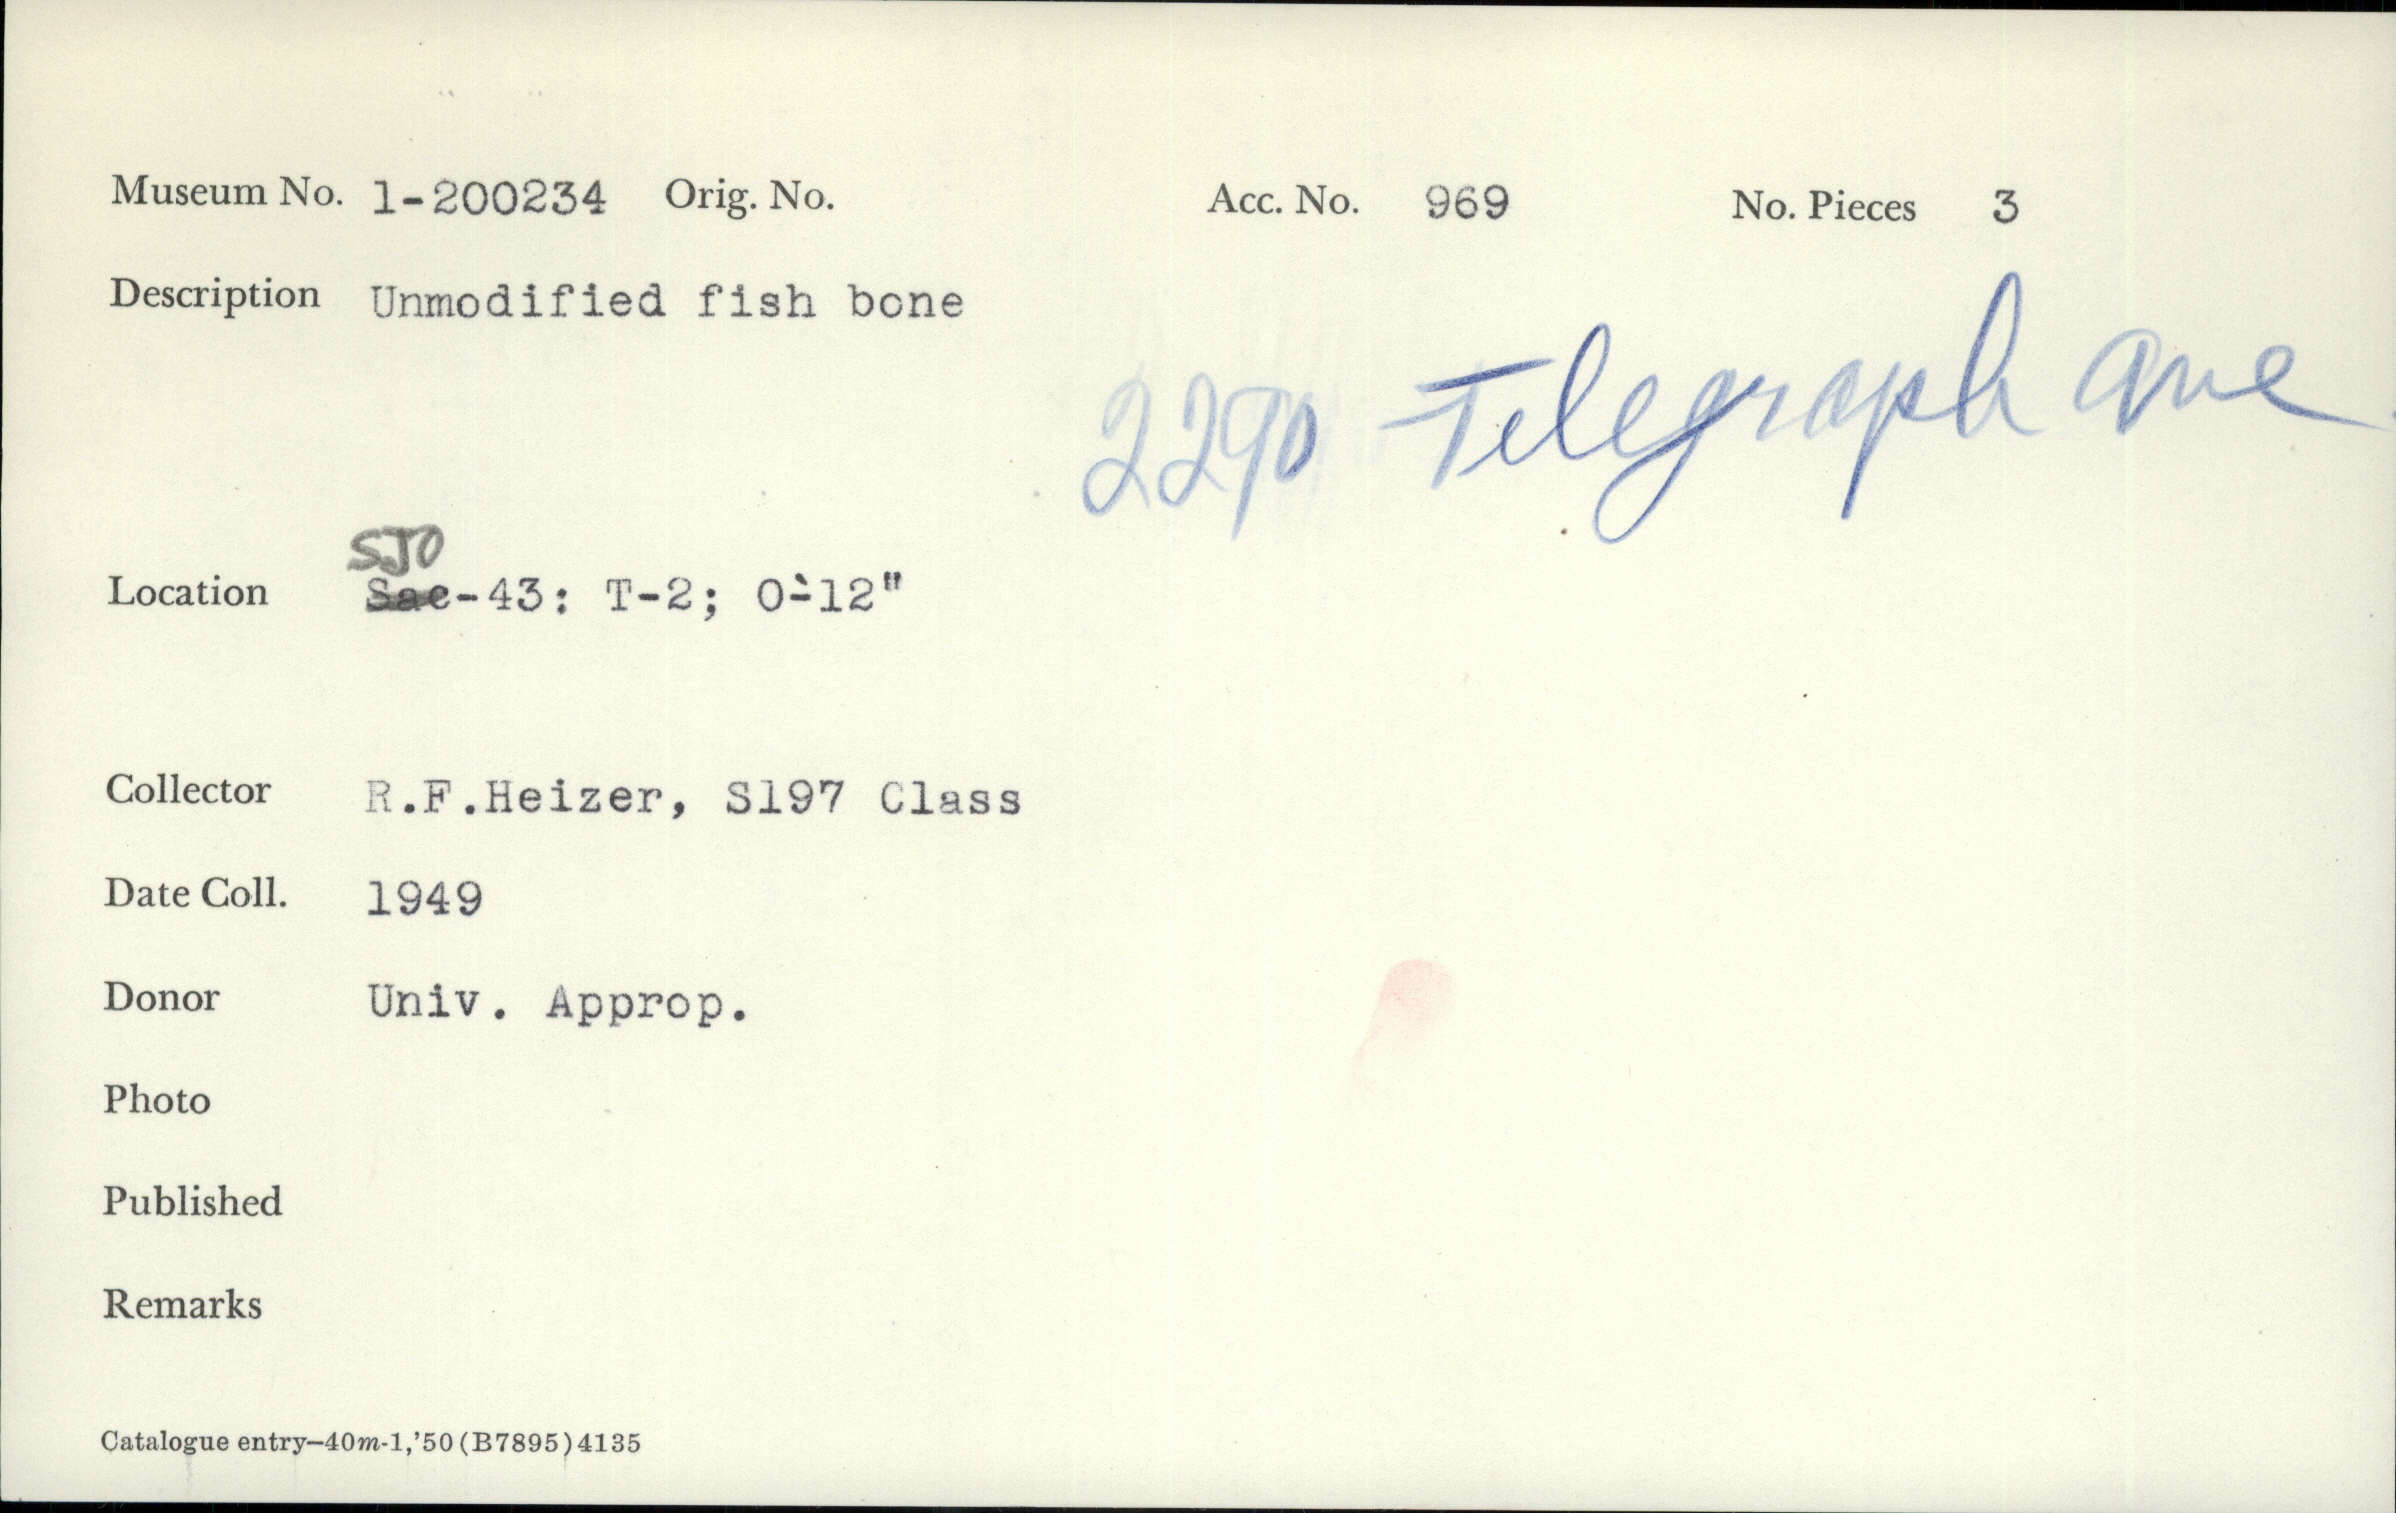 Museum No. 1-200234 Orig. No. Acc. No. 969 No. Pieces 3
Description Unmodified fish bone
2290 Telegraph Ave.
SJO
Location Sac-43: T-2; 0-12"
Collector R.F.Heizer, S197 Class
Date Coll. 1949
Donor Univ. Approp.
Photo
Published
Remarks
Catalogue entry—40m-1,'50(B7895)4135